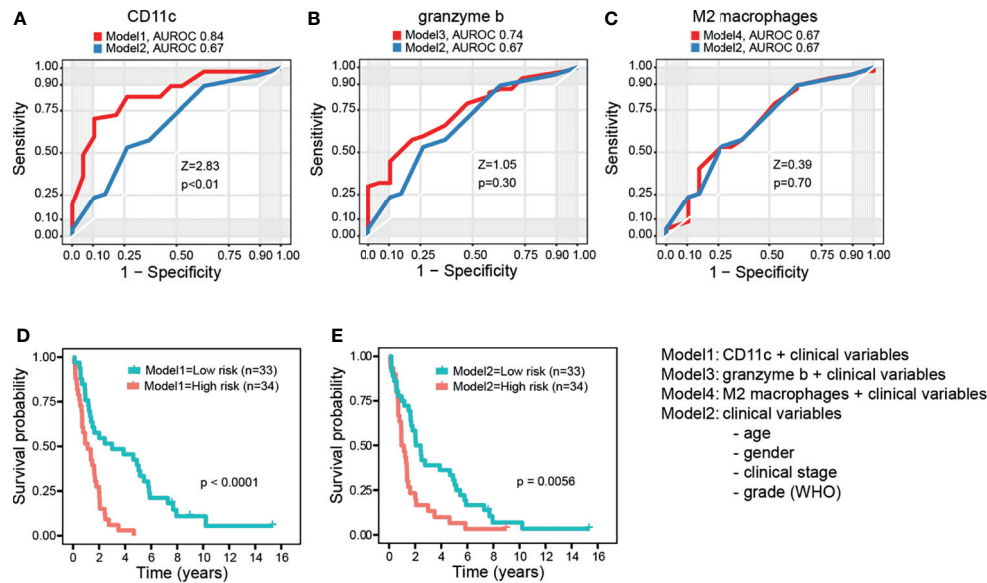 A
CD11c
Model1, AUROC 0.84
Model2, AUROC 0.67
Sensitivity
1.00
0.90
0.75
0.50
0.25
0.10
0.00
Z=2.83
p<0.01
0.0 0.10 0.25 0.50 0.75 0.90 1.00
1 − Specificity
B
granzyme b
Model3, AUROC 0.74
Model2, AUROC 0.67
Sensitivity
1.00
0.90
0.75
0.50
0.25
0.10
0.00
Z=1.05
p=0.30
0.0 0.10 0.25 0.50 0.75 0.90 1.00
1 − Specificity
C
M2 macrophages
Model4, AUROC 0.67
Model2, AUROC 0.67
Sensitivity
1.00
0.90
0.75
0.50
0.25
0.10
0.00
Z=0.39
p=0.70
0.0 0.10 0.25 0.50 0.75 0.90 1.00
1 − Specificity
D
Survival probability
1.00
0.75
0.50
0.25
0.00
Model1=Low risk (n=33)
Model1=High risk (n=34)
p < 0.0001
0 2 4 6 8 10 12 14 16
Time (years)
E
Survival probability
1.00
0.75
0.50
0.25
0.00
Model2=Low risk (n=33)
Model2=High risk (n=34)
p = 0.0056
0 2 4 6 8 10 12 14 16
Time (years)
Model1: CD11c + clinical variables
Model3: granzyme b + clinical variables
Model4: M2 macrophages + clinical variables
Model2: clinical variables
- age
- gender
- clinical stage
- grade (WHO)